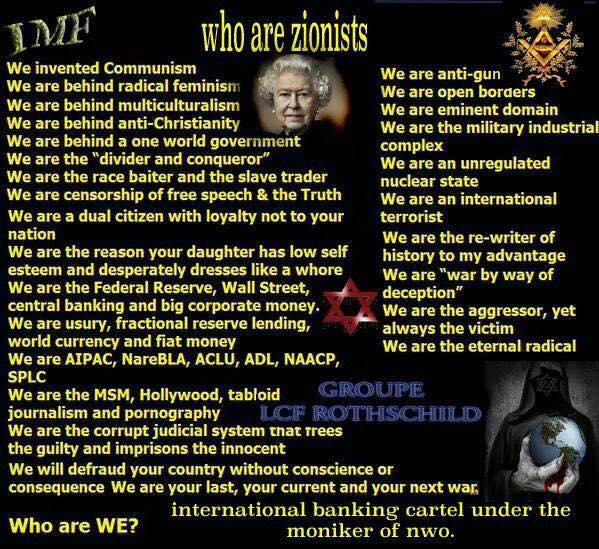 IMF
who are zionists
We invented Communism
We are behind radical feminism
We are behind multiculturalism
We are behind anti-Christianity
We are behind a one world government
We are the "divider and conqueror"
We are the race baiter and the slave trader
We are censorship of free speech & the Truth
We are a dual citizen with loyalty not to your
nation
We are the reason your daughter has low self
esteem and desperately dresses like a whore
We are the Federal Reserve, Wall Street,
central banking and big corporate money.
We are usury, fractional reserve lending,
world currency and fiat money
We are AIPAC, NareBLA, ACLU, ADL, NAACP,
SPLC
We are the MSM, Hollywood, tabloid
journalism and pornography
We are the corrupt judicial system that frees
the guilty and imprisons the innocent
We will defraud your country without conscience or
consequence We are your last, your current and your next war.
Who are WE?
We are anti-gun
We are open borders
We are eminent domain
We are the military industrial
complex
We are an unregulated
nuclear state
We are an international
terrorist
We are the re-writer of
history to my advantage
We are "war by way of
deception"
We are the aggressor, yet
always the victim
We are the eternal radical
GROUPE
LCF ROTHSCHILD
international banking cartel under the
moniker of nwo.